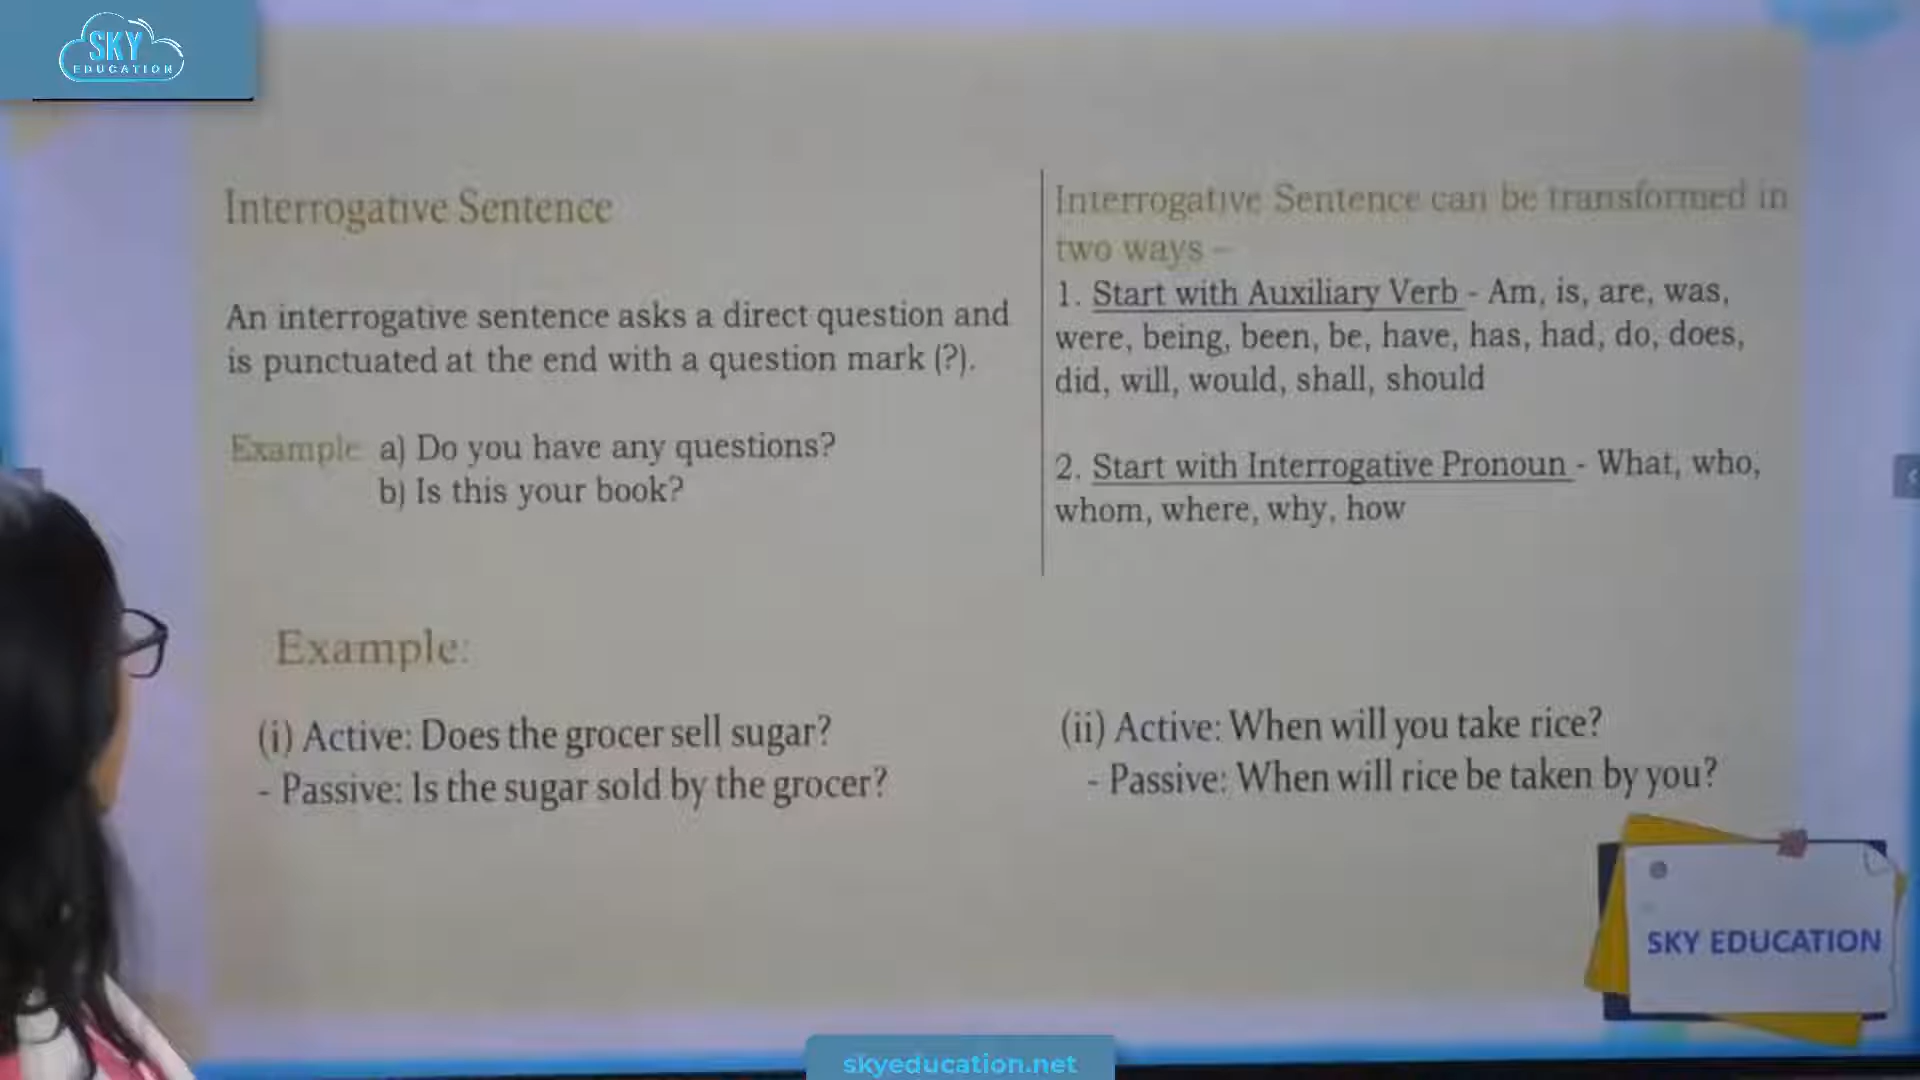 SKY
EDUCATION
Interrogative Sentence
An interrogative sentence asks a direct question and
is punctuated at the end with a question mark (?).
Example a) Do you have any questions?
b) Is this your book?
Interrogative Sentence can be transformed in
two ways –
1. Start with Auxiliary Verb - Am, is, are, was,
were, being, been, be, have, has, had, do, does,
did, will, would, shall, should
2. Start with Interrogative Pronoun - What, who,
whom, where, why, how
Example:
(i) Active: Does the grocer sell sugar?
- Passive: Is the sugar sold by the grocer?
(ii) Active: When will you take rice?
- Passive: When will rice be taken by you?
SKY EDUCATION
skyeducation.net